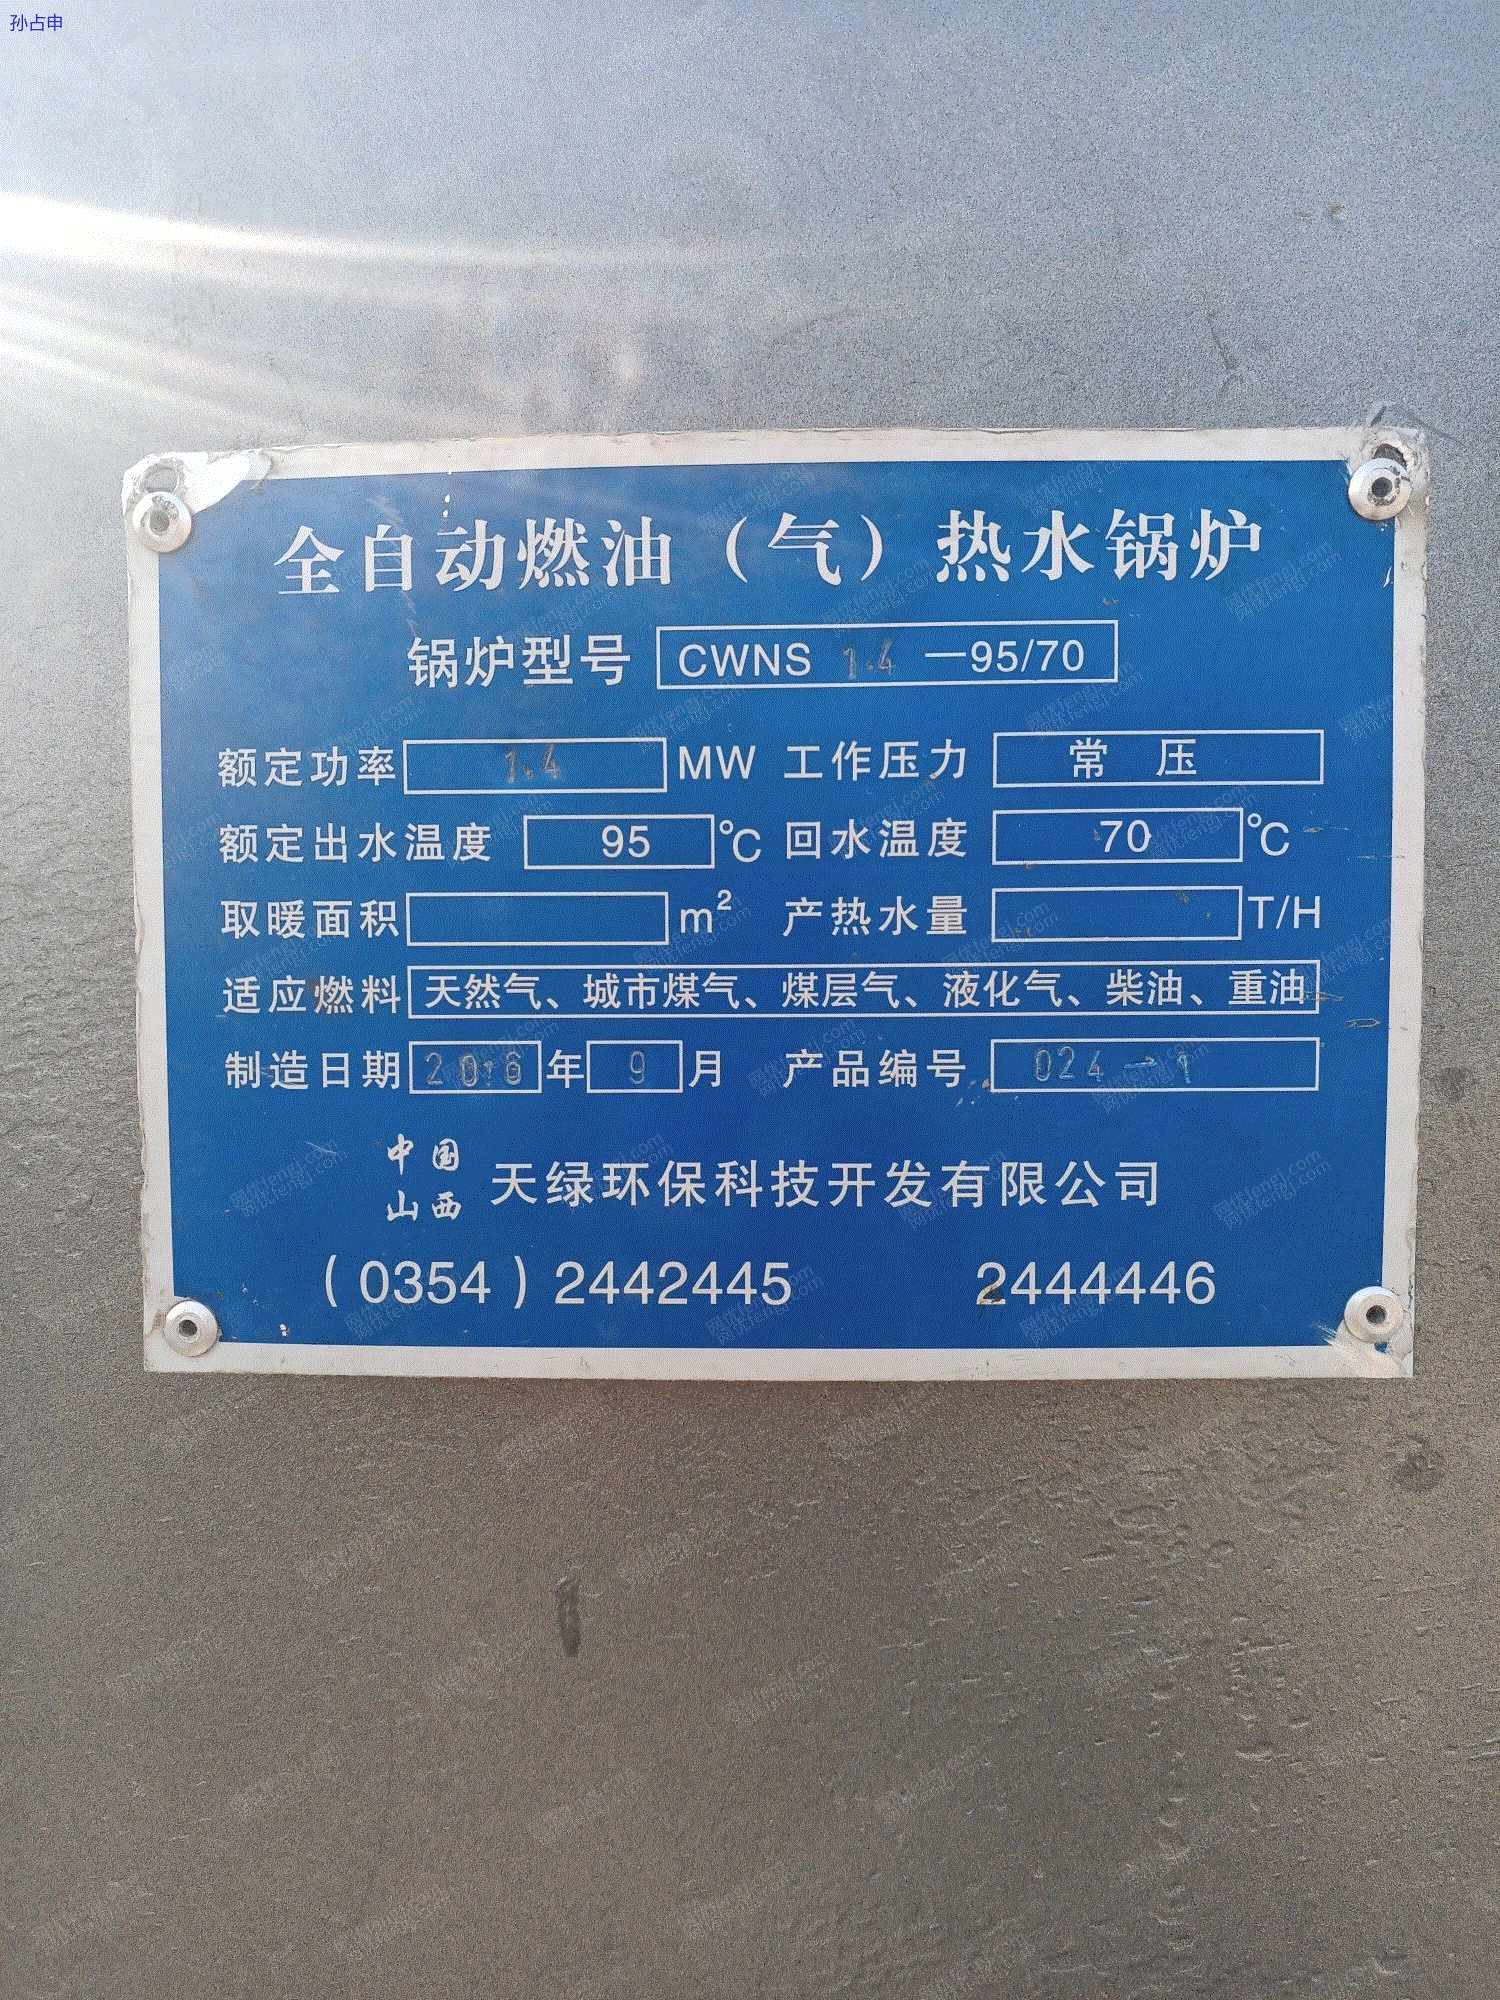 孙占申
全自动燃油（气）热水锅炉
锅炉型号 CWNS 1.4 —95/70
额定功率 1.4 MW 工作压力 常 压
额定出水温度 95 ℃ 回水温度 70 ℃
取暖面积 m² 产热水量 T/H
适应燃料 天然气、城市煤气、煤层气、液化气、柴油、重油
制造日期 年 9 月 产品编号 024-1
中国
山西 天绿环保科技开发有限公司
（0354）2442445 2444446